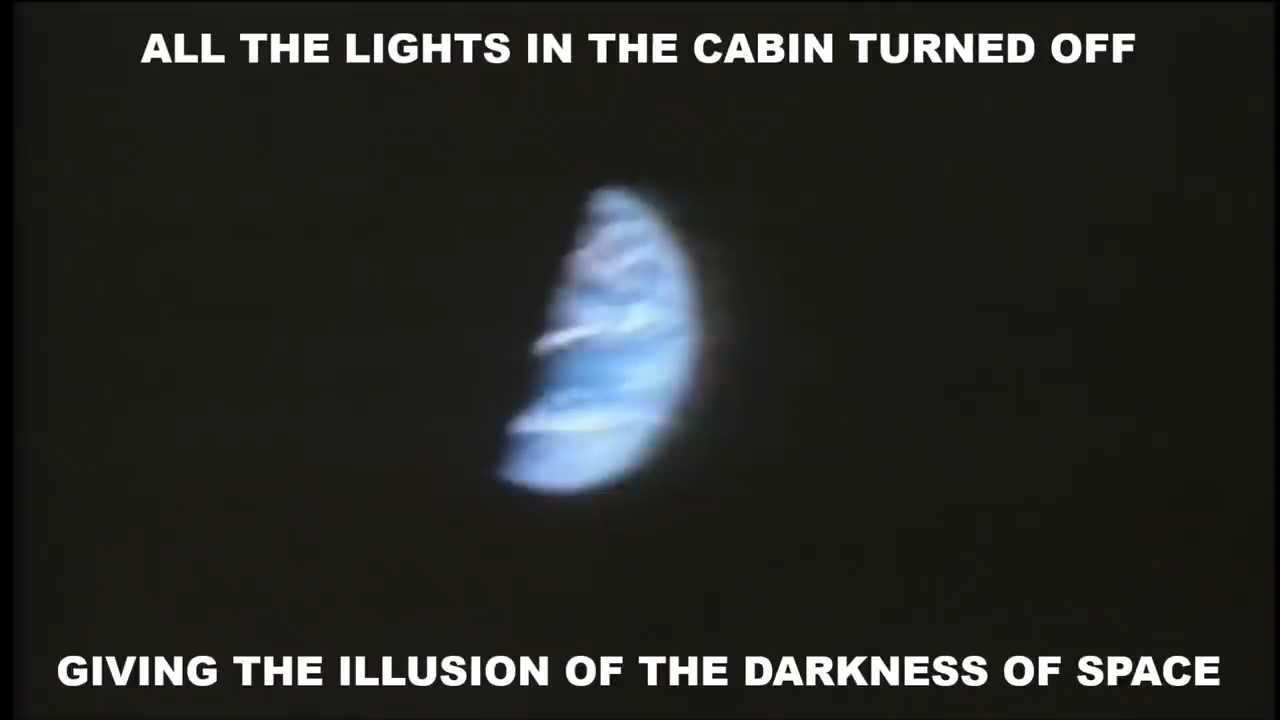 ALL THE LIGHTS IN THE CABIN TURNED OFF
GIVING THE ILLUSION OF THE DARKNESS OF SPACE